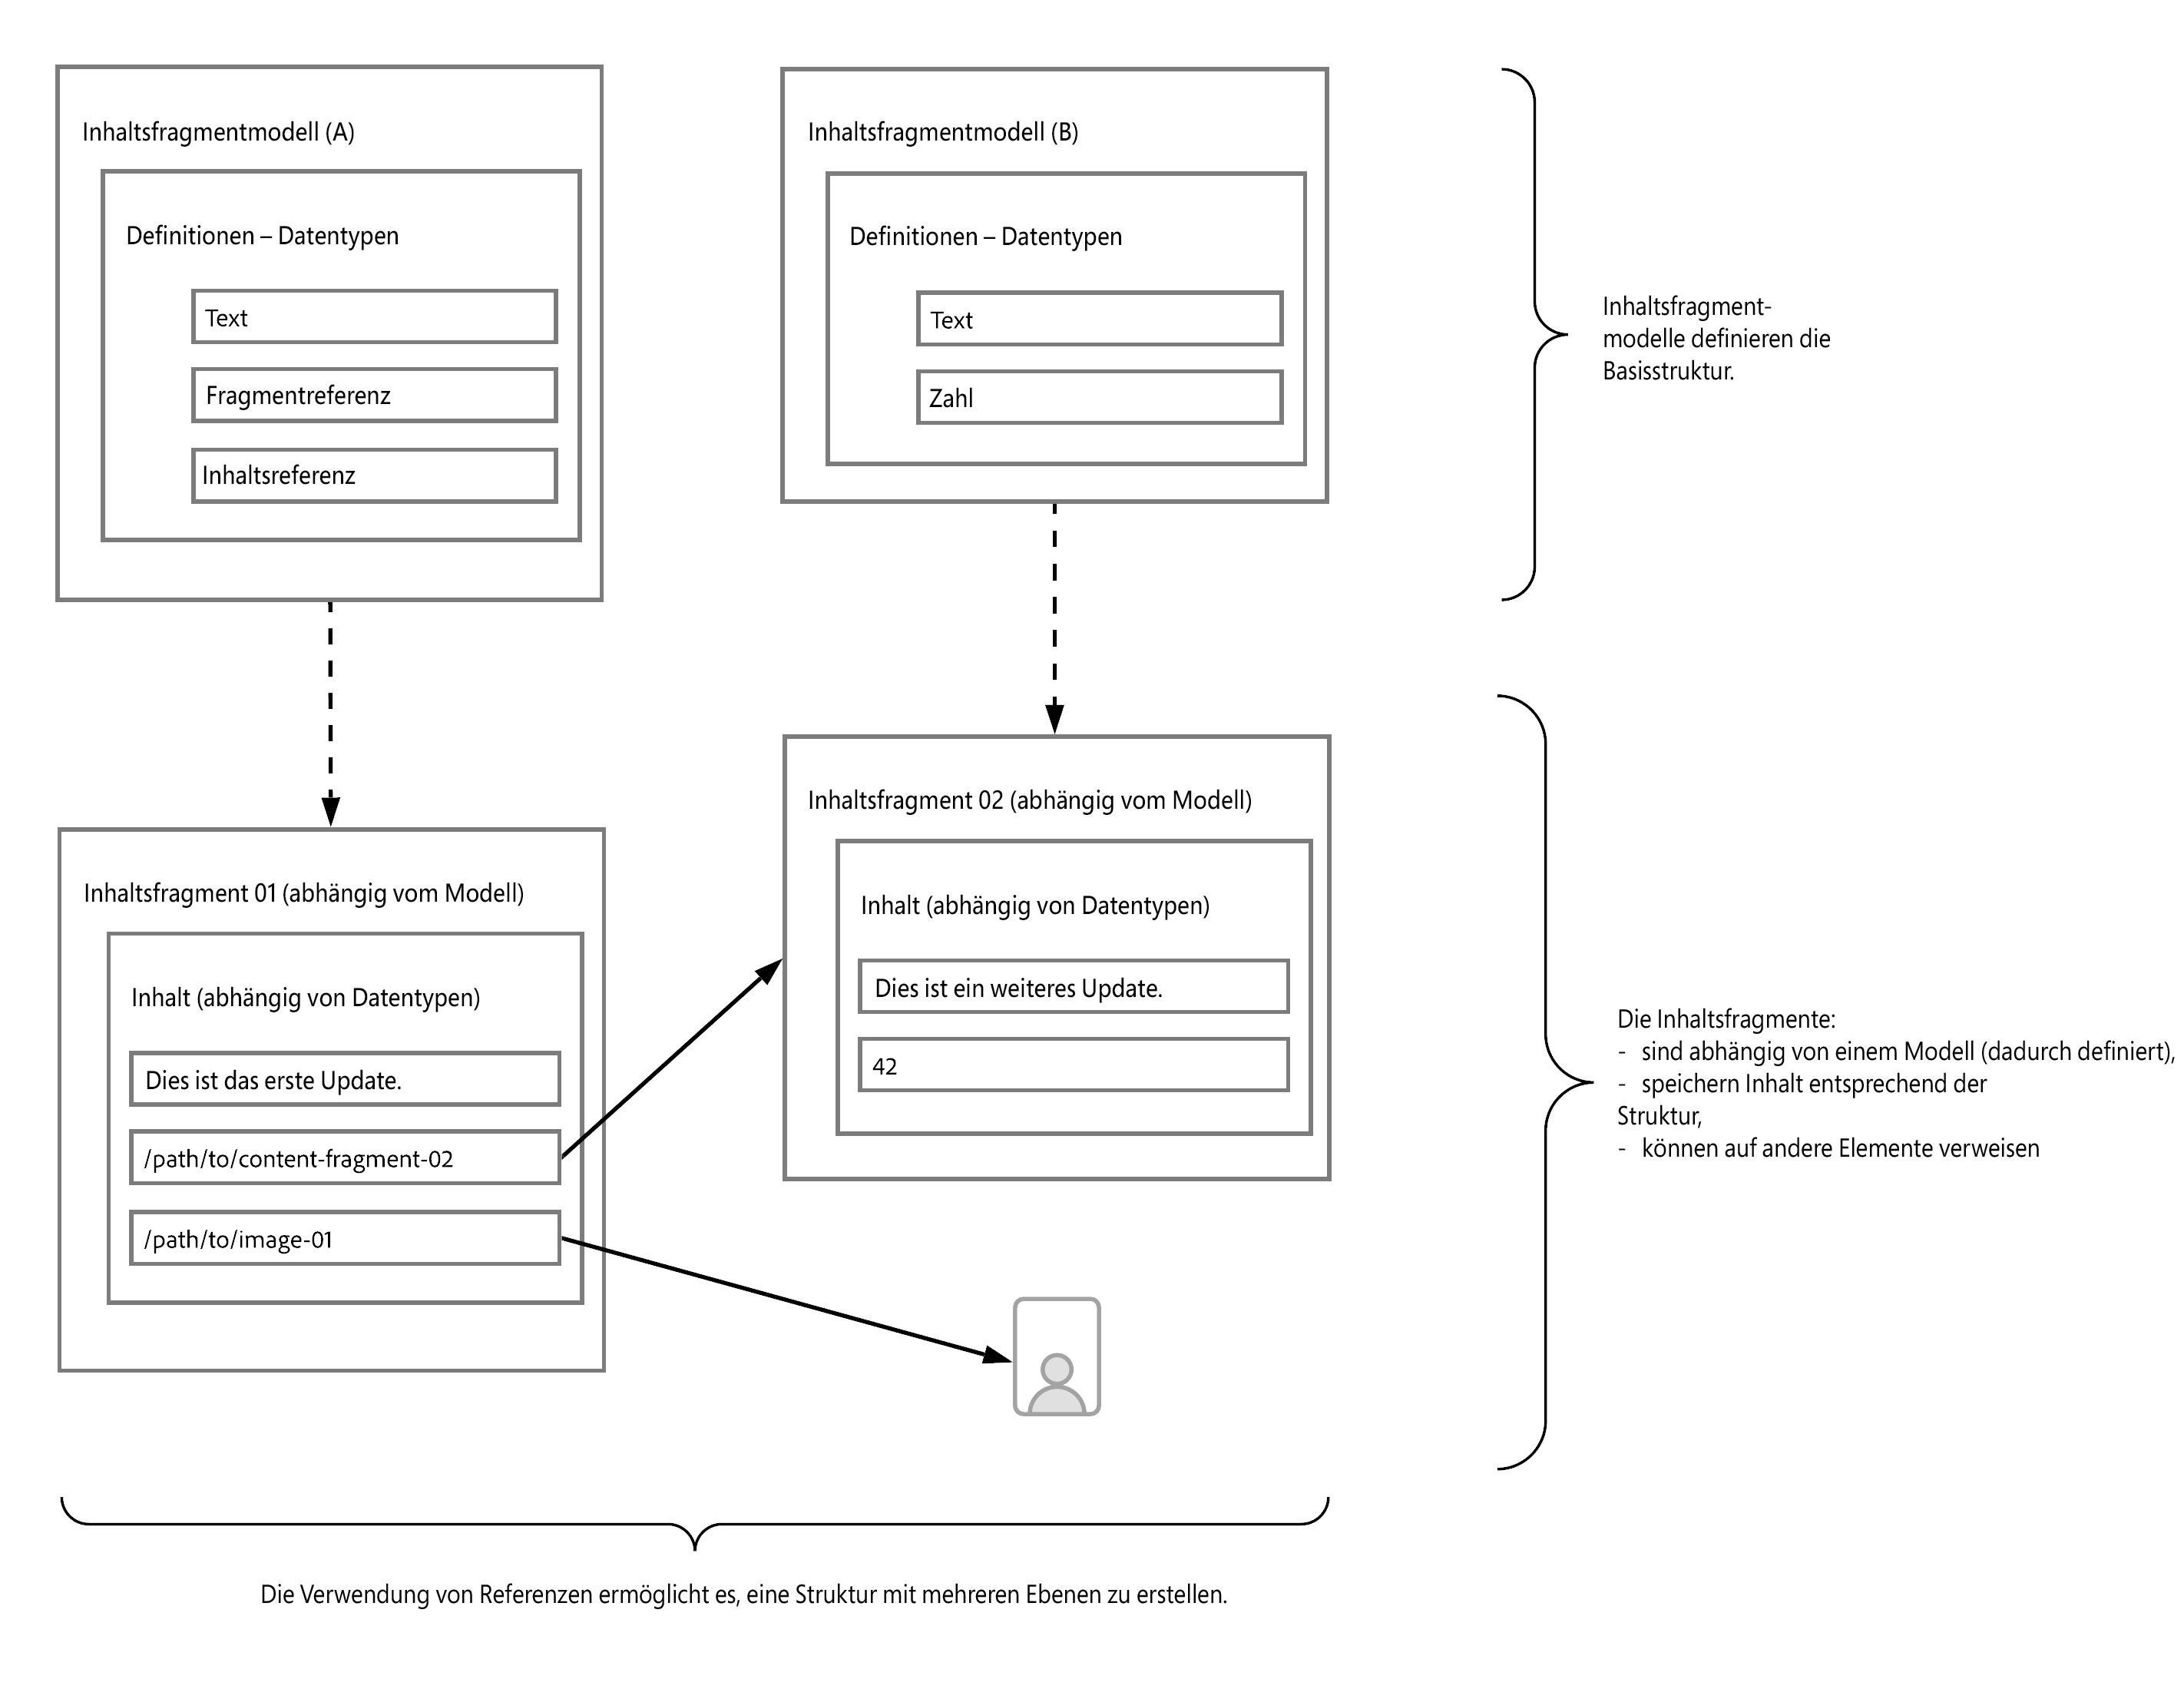 Inhaltsfragmentmodell (A)
Definitionen – Datentypen
Text
Fragmentreferenz
Inhaltsreferenz
Inhaltsfragmentmodell (B)
Definitionen – Datentypen
Text
Zahl
Inhaltsfragment-
modelle definieren die
Basisstruktur.
Inhaltsfragment 01 (abhängig vom Modell)
Inhalt (abhängig von Datentypen)
Dies ist das erste Update.
/path/to/content-fragment-02
/path/to/image-01
Inhaltsfragment 02 (abhängig vom Modell)
Inhalt (abhängig von Datentypen)
Dies ist ein weiteres Update.
42
Die Inhaltsfragmente:
- sind abhängig von einem Modell (dadurch definiert),
- speichern Inhalt entsprechend der
Struktur,
- können auf andere Elemente verweisen
Die Verwendung von Referenzen ermöglicht es, eine Struktur mit mehreren Ebenen zu erstellen.